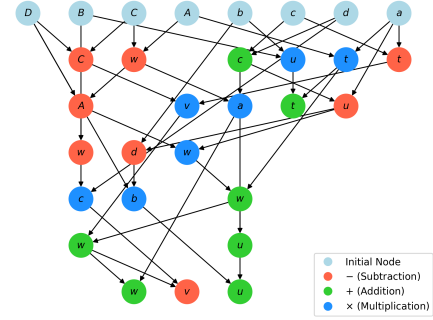 D B C A b c d a
C w c u t t
A v a t u
w d w
c b w
w u
w v u
Initial Node
− (Subtraction)
+ (Addition)
× (Multiplication)